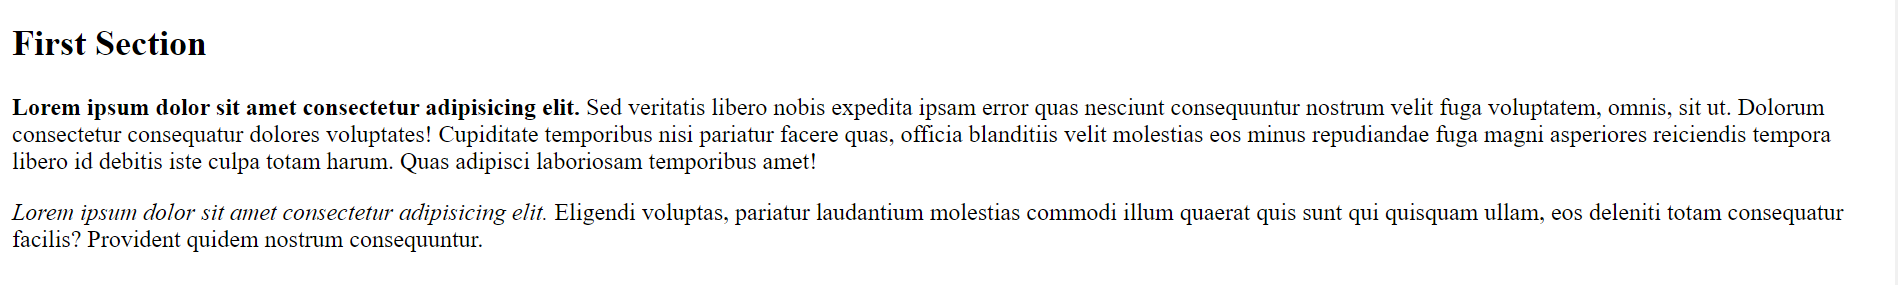 First Section
Lorem ipsum dolor sit amet consectetur adipisicing elit. Sed veritatis libero nobis expedita ipsam error quas nesciunt consequuntur nostrum velit fuga voluptatem, omnis, sit ut. Dolorum
consectetur consequatur dolores voluptates! Cupiditate temporibus nisi pariatur facere quas, officia blanditiis velit molestias eos minus repudiandae fuga magni asperiores reiciendis tempora
libero id debitis iste culpa totam harum. Quas adipisci laboriosam temporibus amet!
Lorem ipsum dolor sit amet consectetur adipisicing elit. Eligendi voluptas, pariatur laudantium molestias commodi illum quaerat quis sunt qui quisquam ullam, eos deleniti totam consequatur
facilis? Provident quidem nostrum consequuntur.